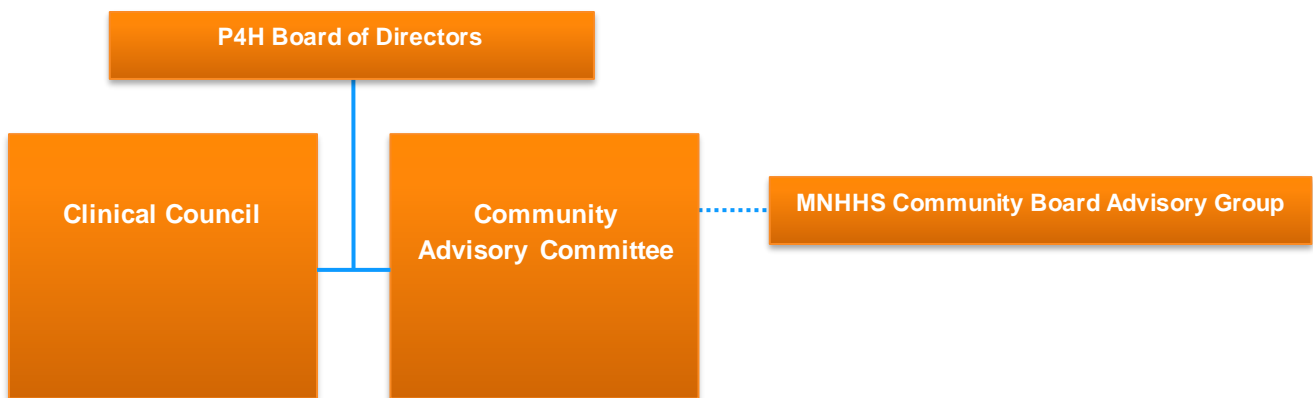 P4H Board of Directors
Clinical Council
Community
Advisory Committee
MNHHS Community Board Advisory Group